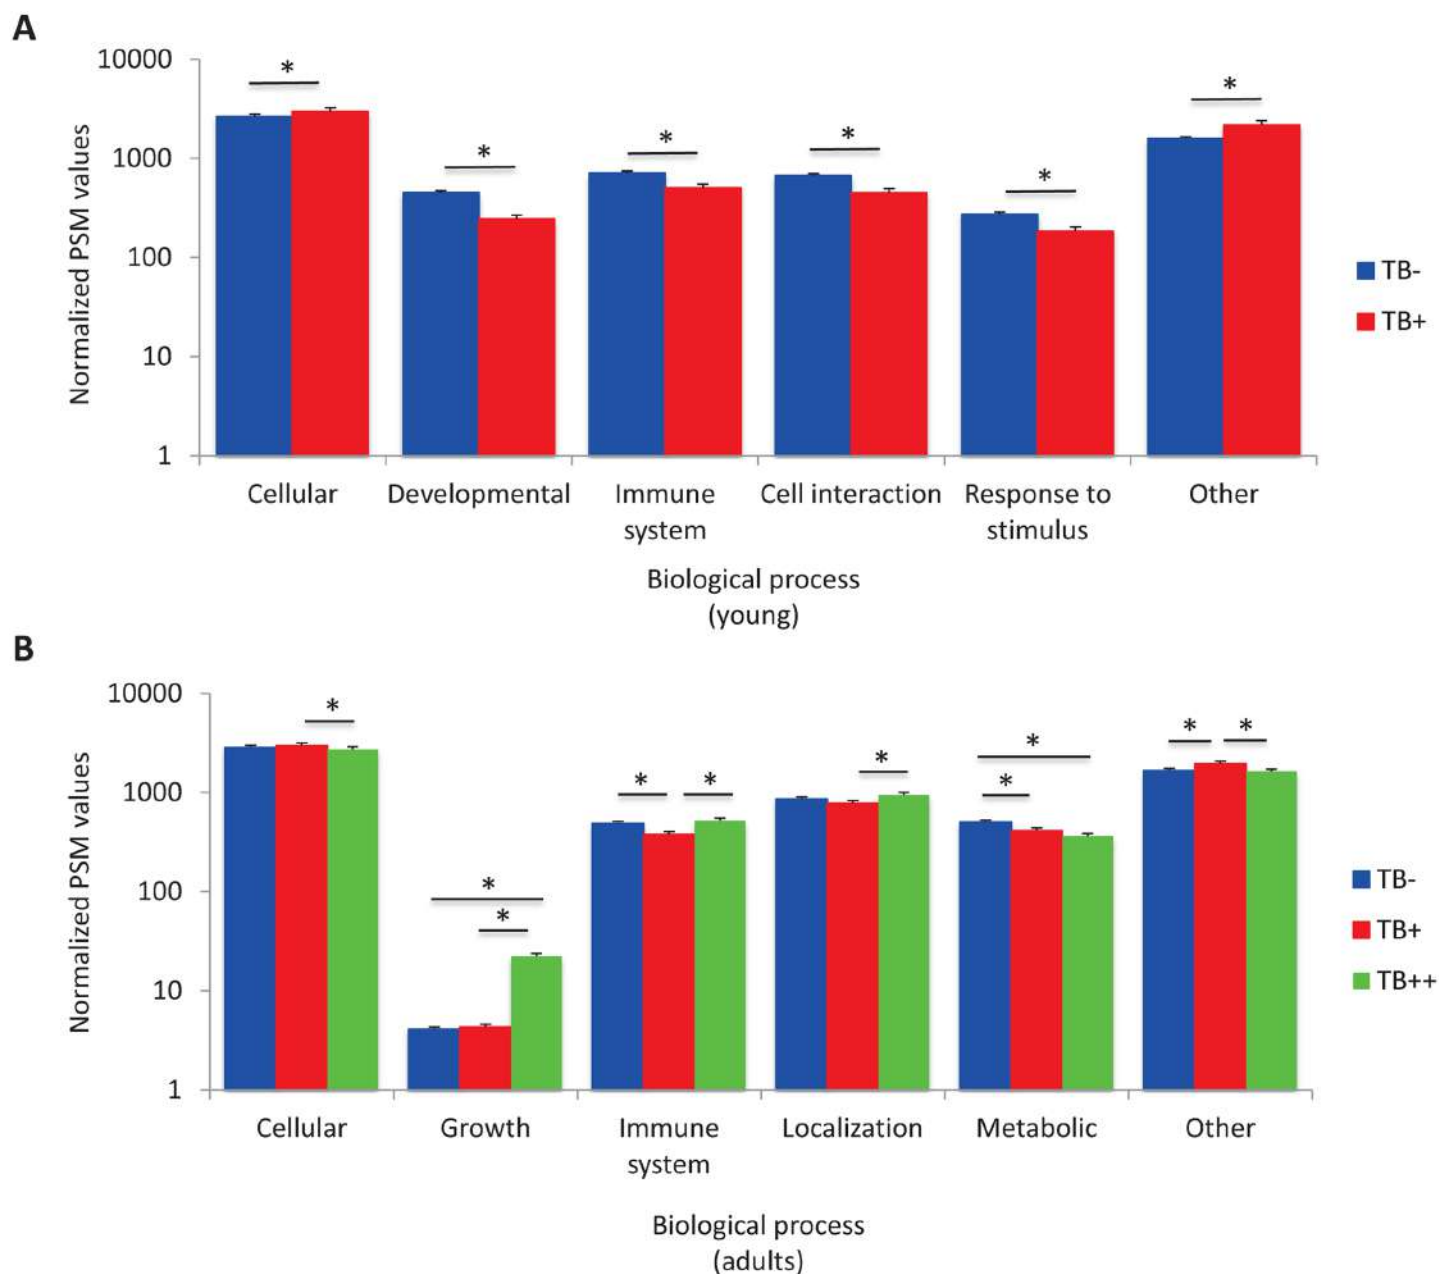 A
10000
1000
100
10
1
Normalized PSM values
* * * * * *
Cellular Developmental Immune system Cell interaction Response to stimulus Other
Biological process
(young)
TB-
TB+
B
10000
1000
100
10
1
Normalized PSM values
* * * * * * * * * *
Cellular Growth Immune system Localization Metabolic Other
Biological process
(adults)
TB-
TB+
TB++